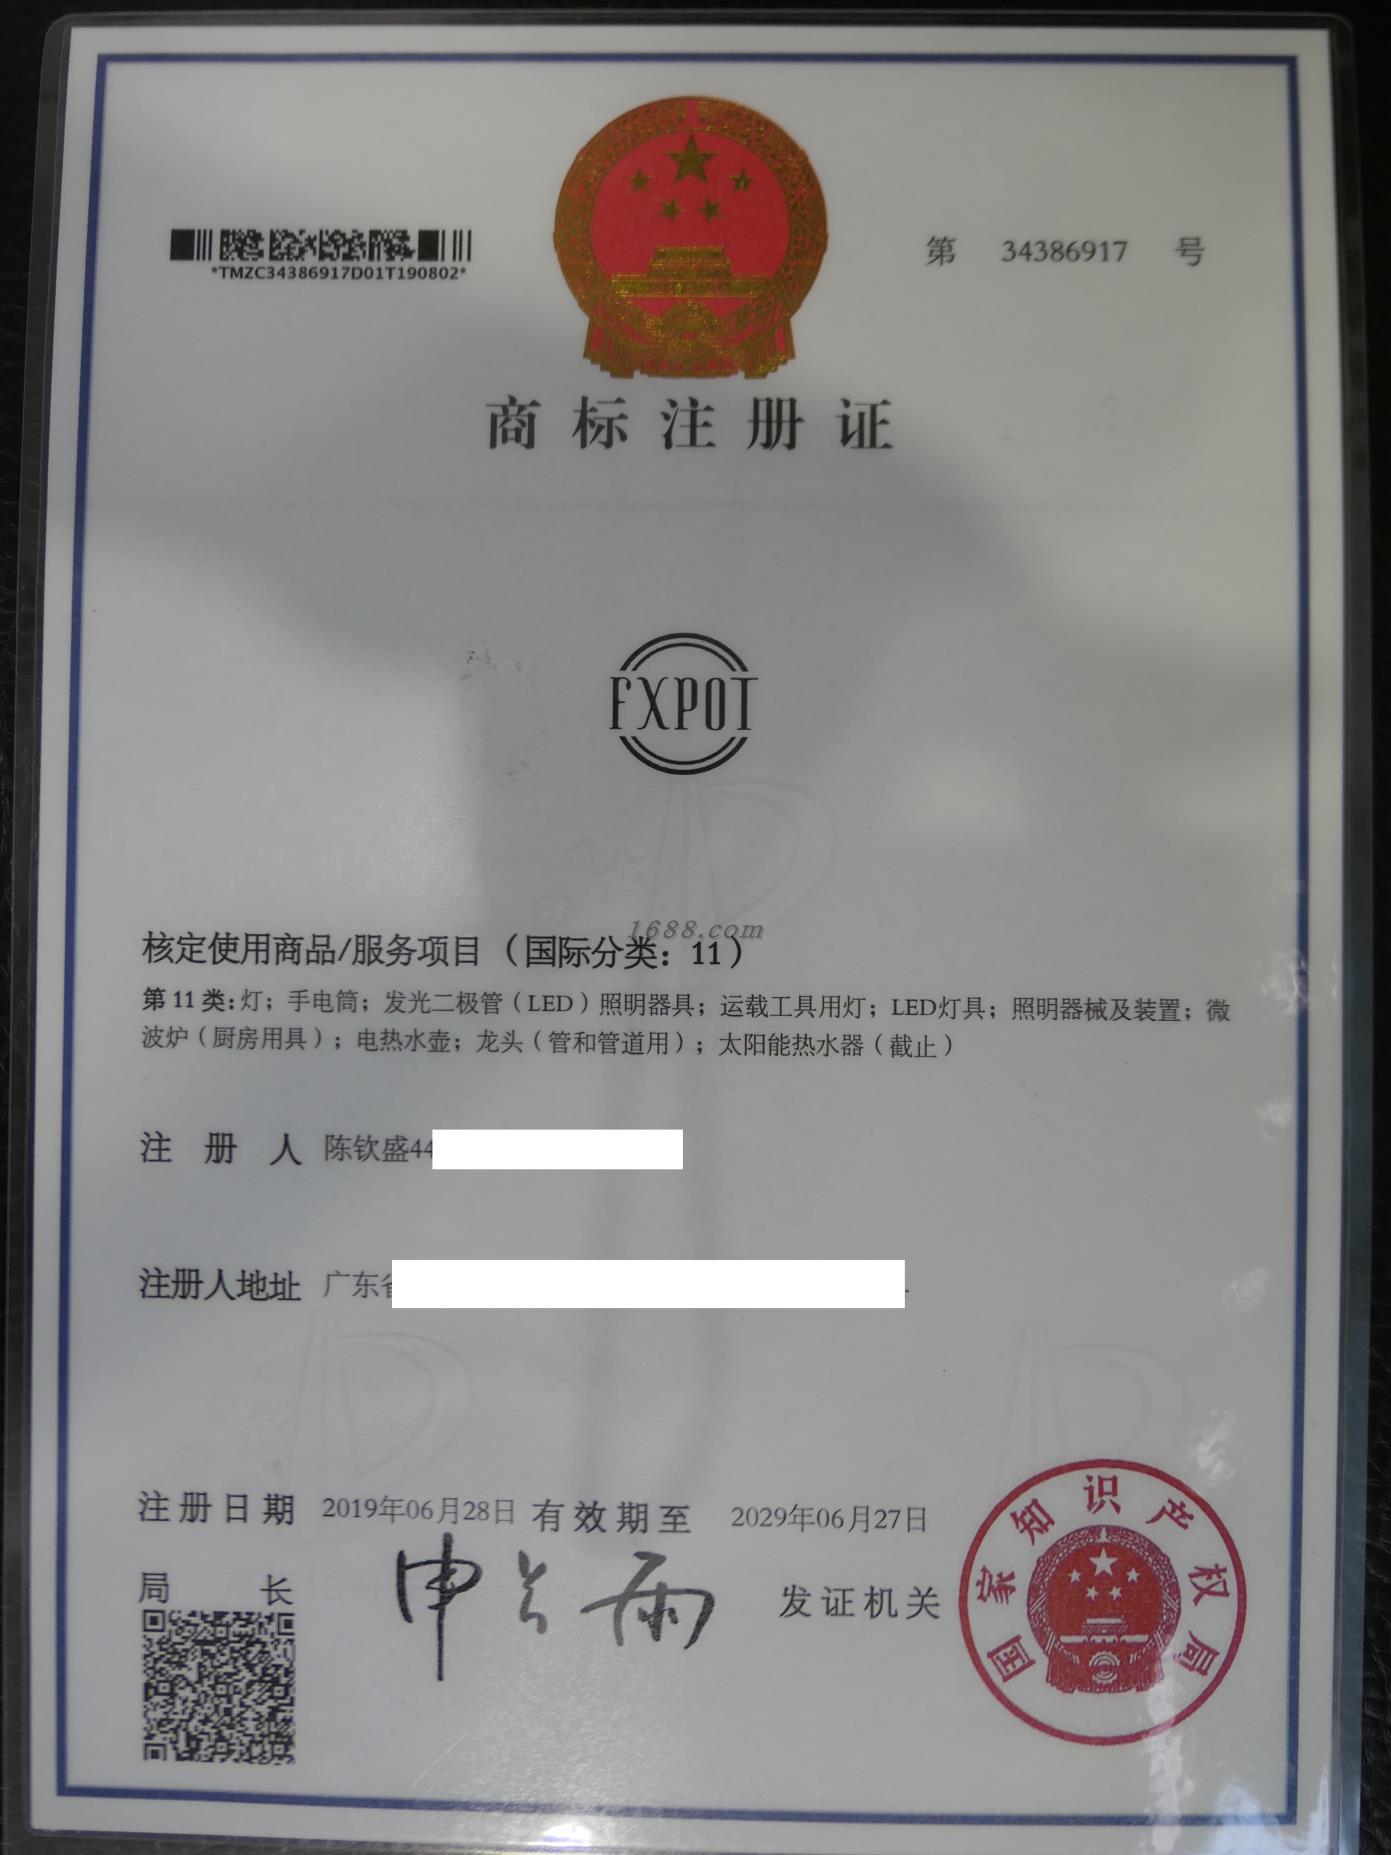 *TMZC34386917D01T190802*
第 34386917 号
商标注册证
FXPOT
1688.com
核定使用商品/服务项目（国际分类：11）
第 11 类：灯；手电筒；发光二极管（LED）照明器具；运载工具用灯；LED灯具；照明器械及装置；微
波炉（厨房用具）；电热水壶；龙头（管和管道用）；太阳能热水器（截止）
注 册 人 陈钦盛44
注册人地址 广东省
注册日期 2019年06月28日 有效期至 2029年06月27日
局 长 申长雨 发证机关
国家知识产权局